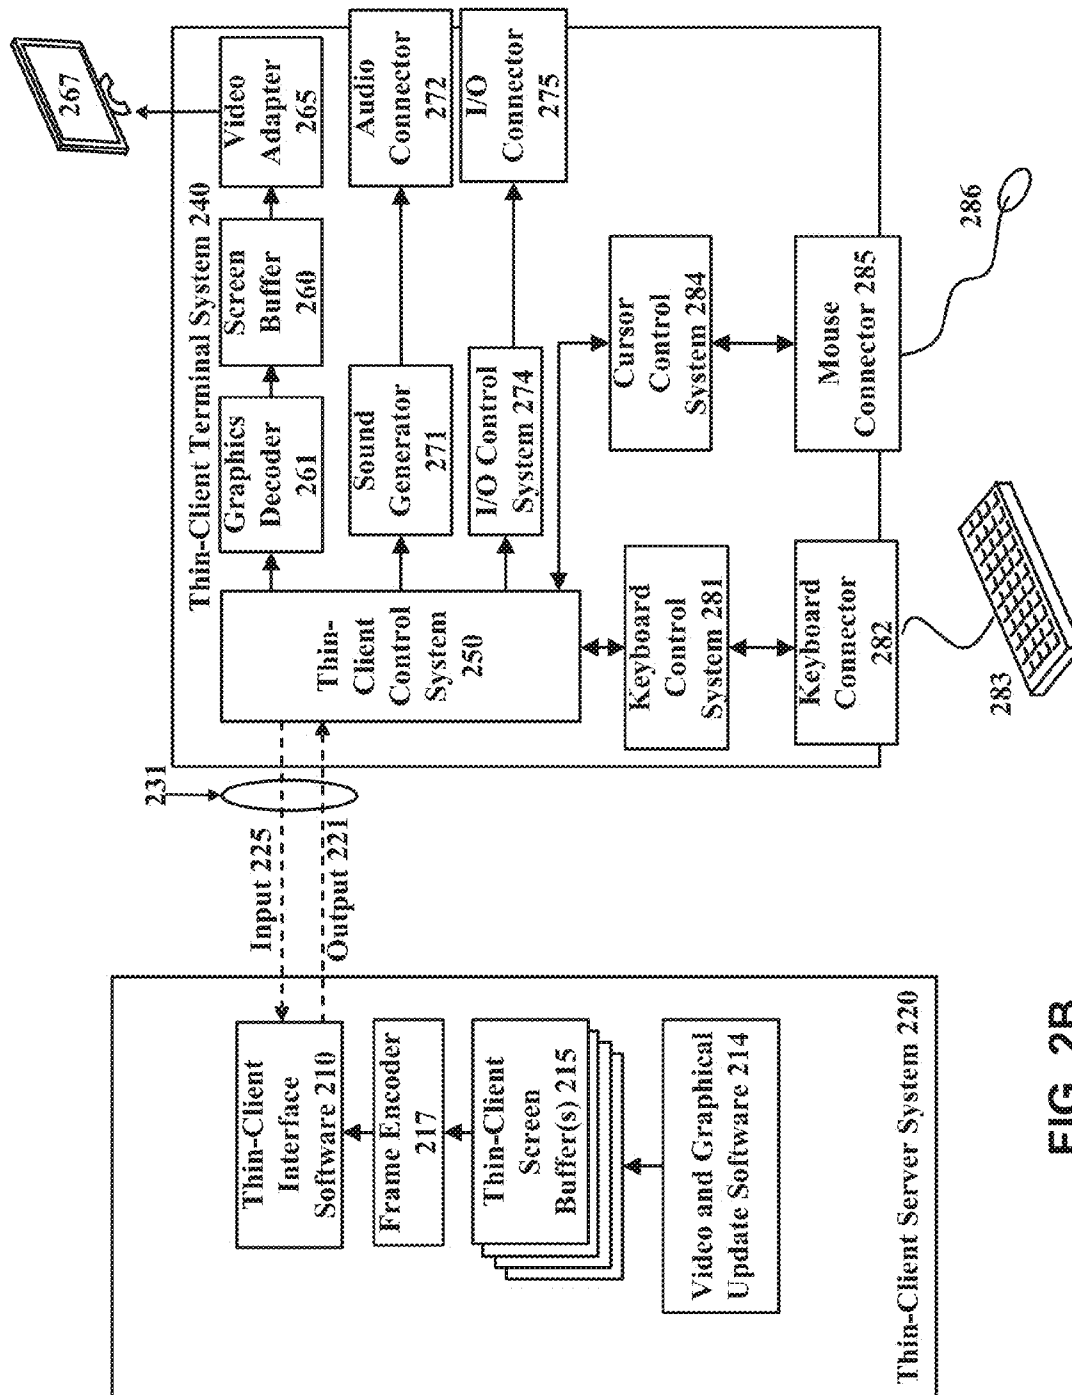 Thin-Client
Interface
Software 210
Frame Encoder
217
Thin-Client
Screen
Buffer(s) 215
Video and Graphical
Update Software 214
Thin-Client Server System 220
Input 225
Output 221
231
Thin-Client Terminal System 240
Thin-
Client
Control
System
250
Graphics
Decoder
261
Screen
Buffer
260
Video
Adapter
265
267
Sound
Generator
271
Audio
Connector
272
I/O Control
System 274
I/O
Connector
275
Keyboard
Control
System 281
Cursor
Control
System 284
Keyboard
Connector
282
Mouse
Connector 285
283
286
FIG. 2B